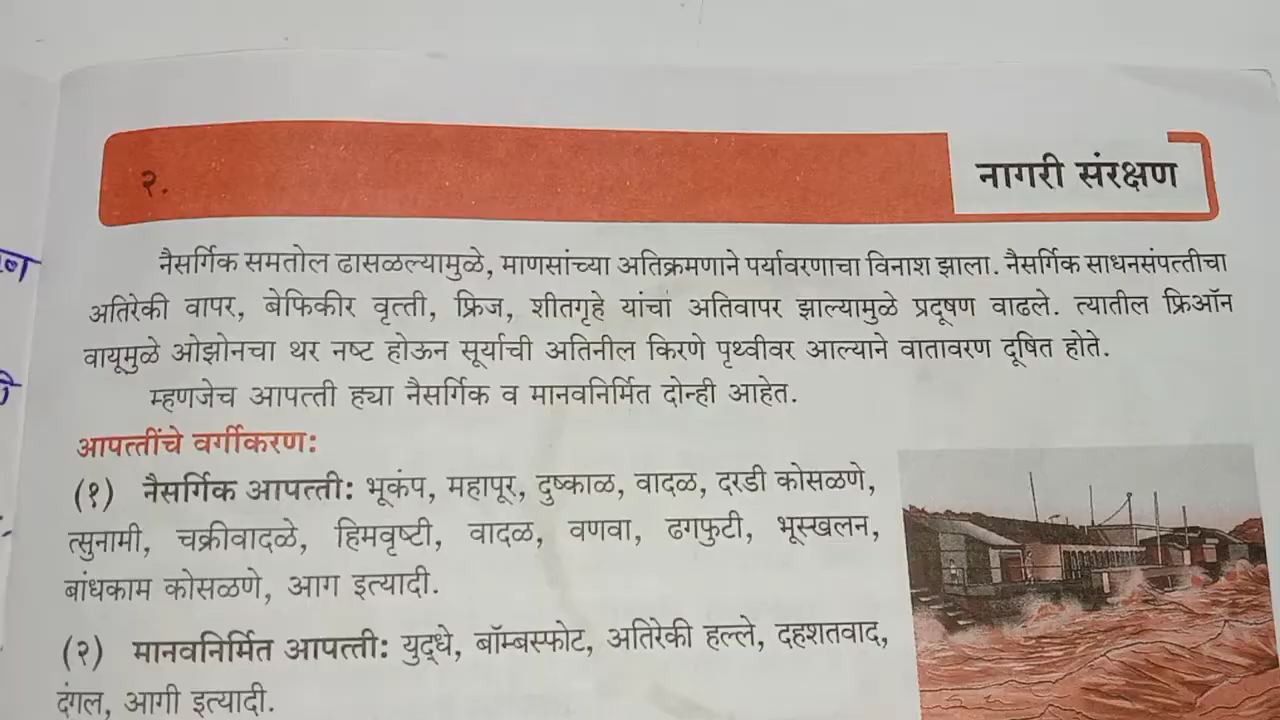 २.
नागरी संरक्षण
नैसर्गिक समतोल ढासळल्यामुळे, माणसांच्या अतिक्रमणाने पर्यावरणाचा विनाश झाला. नैसर्गिक साधनसंपत्तीचा
अतिरेकी वापर, बेफिकीर वृत्ती, फ्रिज, शीतगृहे यांचा अतिवापर झाल्यामुळे प्रदूषण वाढले. त्यातील फ्रिऑन
वायूमुळे ओझोनचा थर नष्ट होऊन सूर्याची अतिनील किरणे पृथ्वीवर आल्याने वातावरण दूषित होते.
म्हणजेच आपत्ती ह्या नैसर्गिक व मानवनिर्मित दोन्ही आहेत.
आपत्तींचे वर्गीकरण:
(१) नैसर्गिक आपत्ती: भूकंप, महापूर, दुष्काळ, वादळ, दरडी कोसळणे,
त्सुनामी, चक्रीवादळे, हिमवृष्टी, वादळ, वणवा, ढगफुटी, भूस्खलन,
बांधकाम कोसळणे, आग इत्यादी.
(२) मानवनिर्मित आपत्ती: युद्धे, बॉम्बस्फोट, अतिरेकी हल्ले, दहशतवाद,
दंगल, आगी इत्यादी.